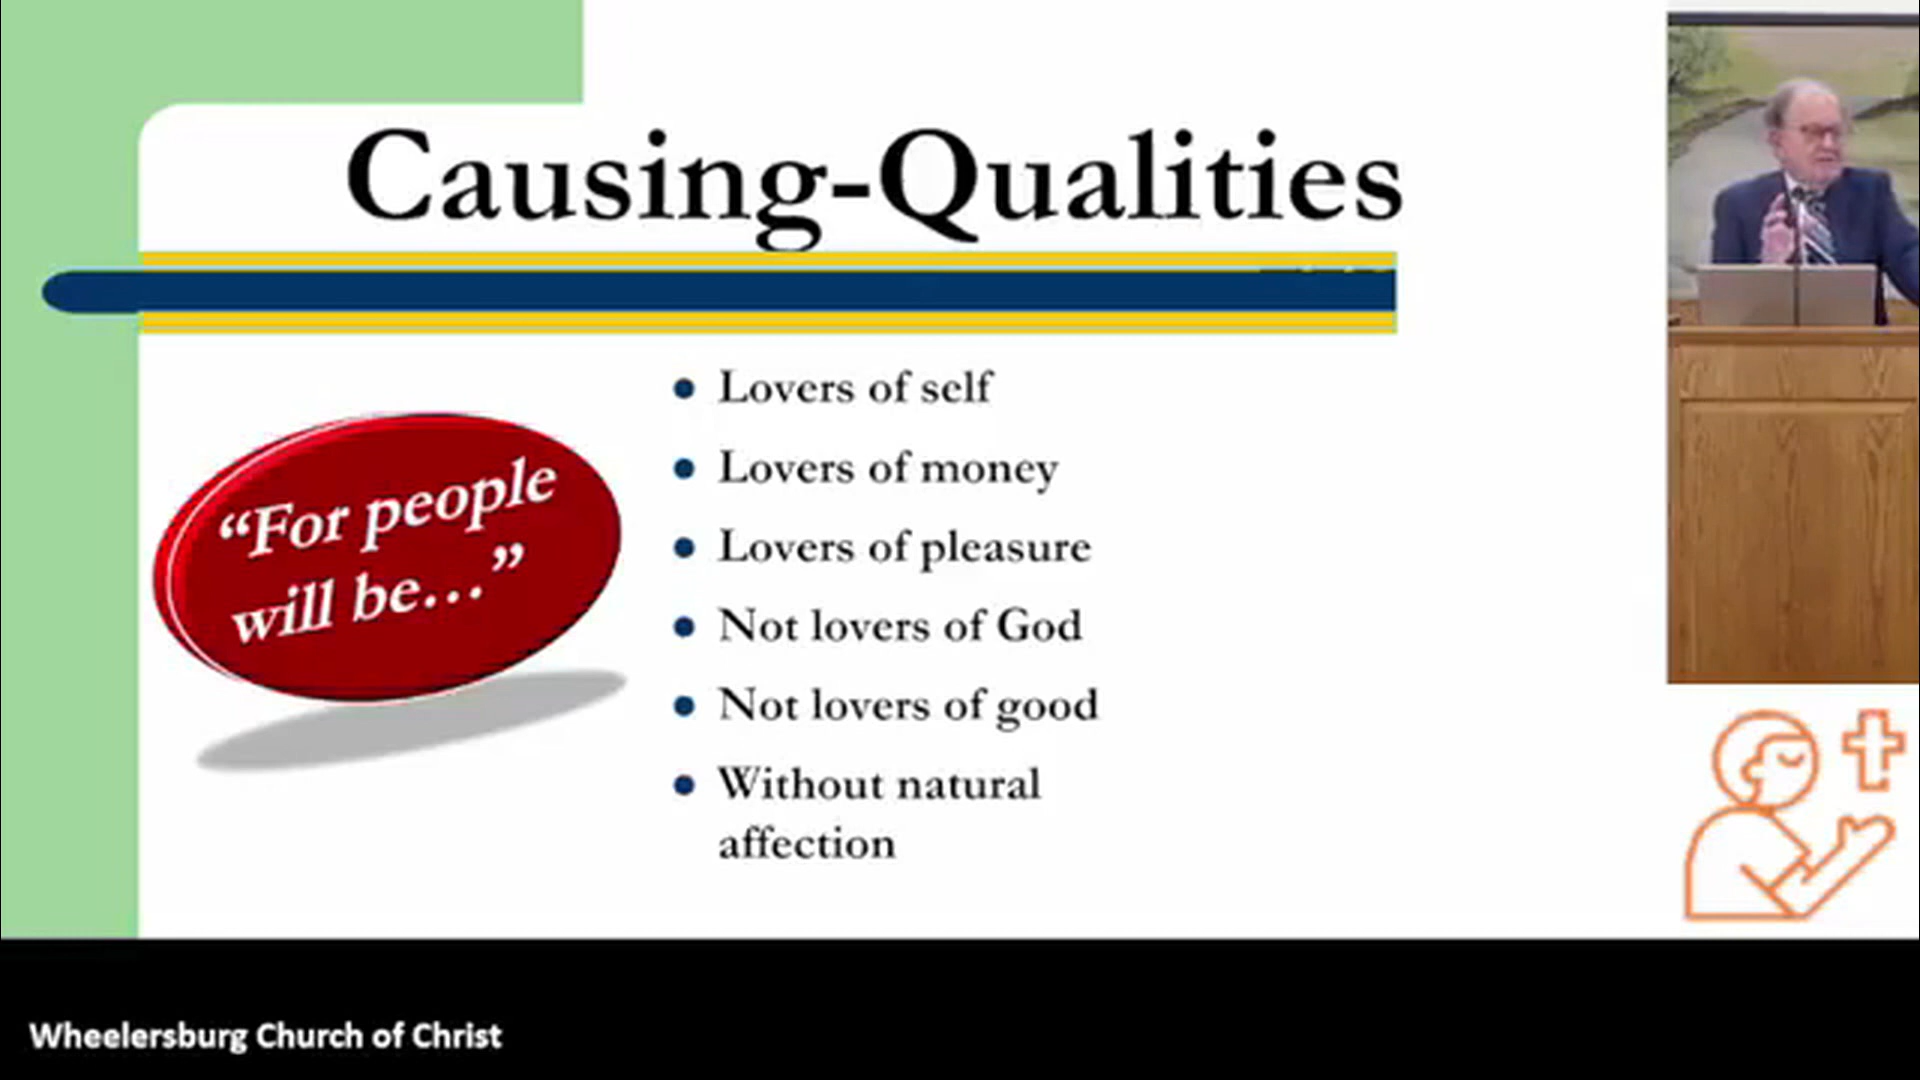 Causing-Qualities
“For people
will be...”
Lovers of self
Lovers of money
Lovers of pleasure
Not lovers of God
Not lovers of good
Without natural
affection
Wheelersburg Church of Christ